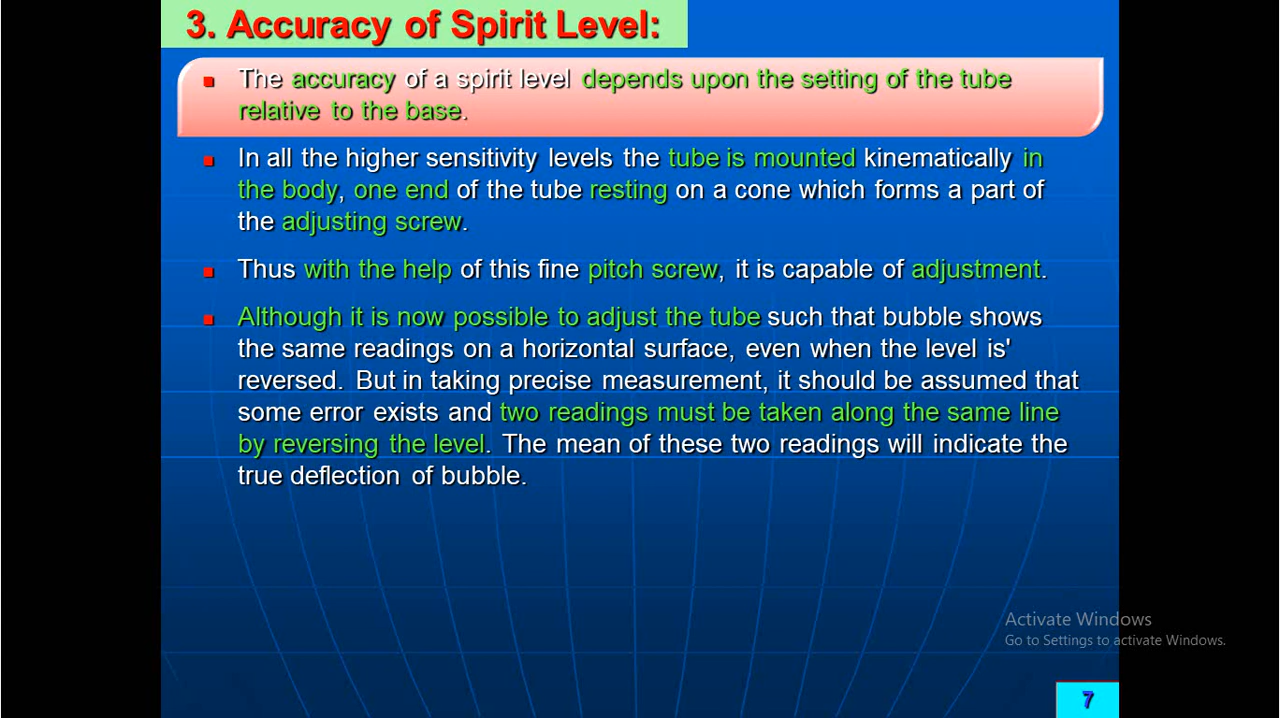 3. Accuracy of Spirit Level:
The accuracy of a spirit level depends upon the setting of the tube
relative to the base.
In all the higher sensitivity levels the tube is mounted kinematically in
the body, one end of the tube resting on a cone which forms a part of
the adjusting screw.
Thus with the help of this fine pitch screw, it is capable of adjustment.
Although it is now possible to adjust the tube such that bubble shows
the same readings on a horizontal surface, even when the level is'
reversed. But in taking precise measurement, it should be assumed that
some error exists and two readings must be taken along the same line
by reversing the level. The mean of these two readings will indicate the
true deflection of bubble.
Activate Windows
Go to Settings to activate Windows.
7